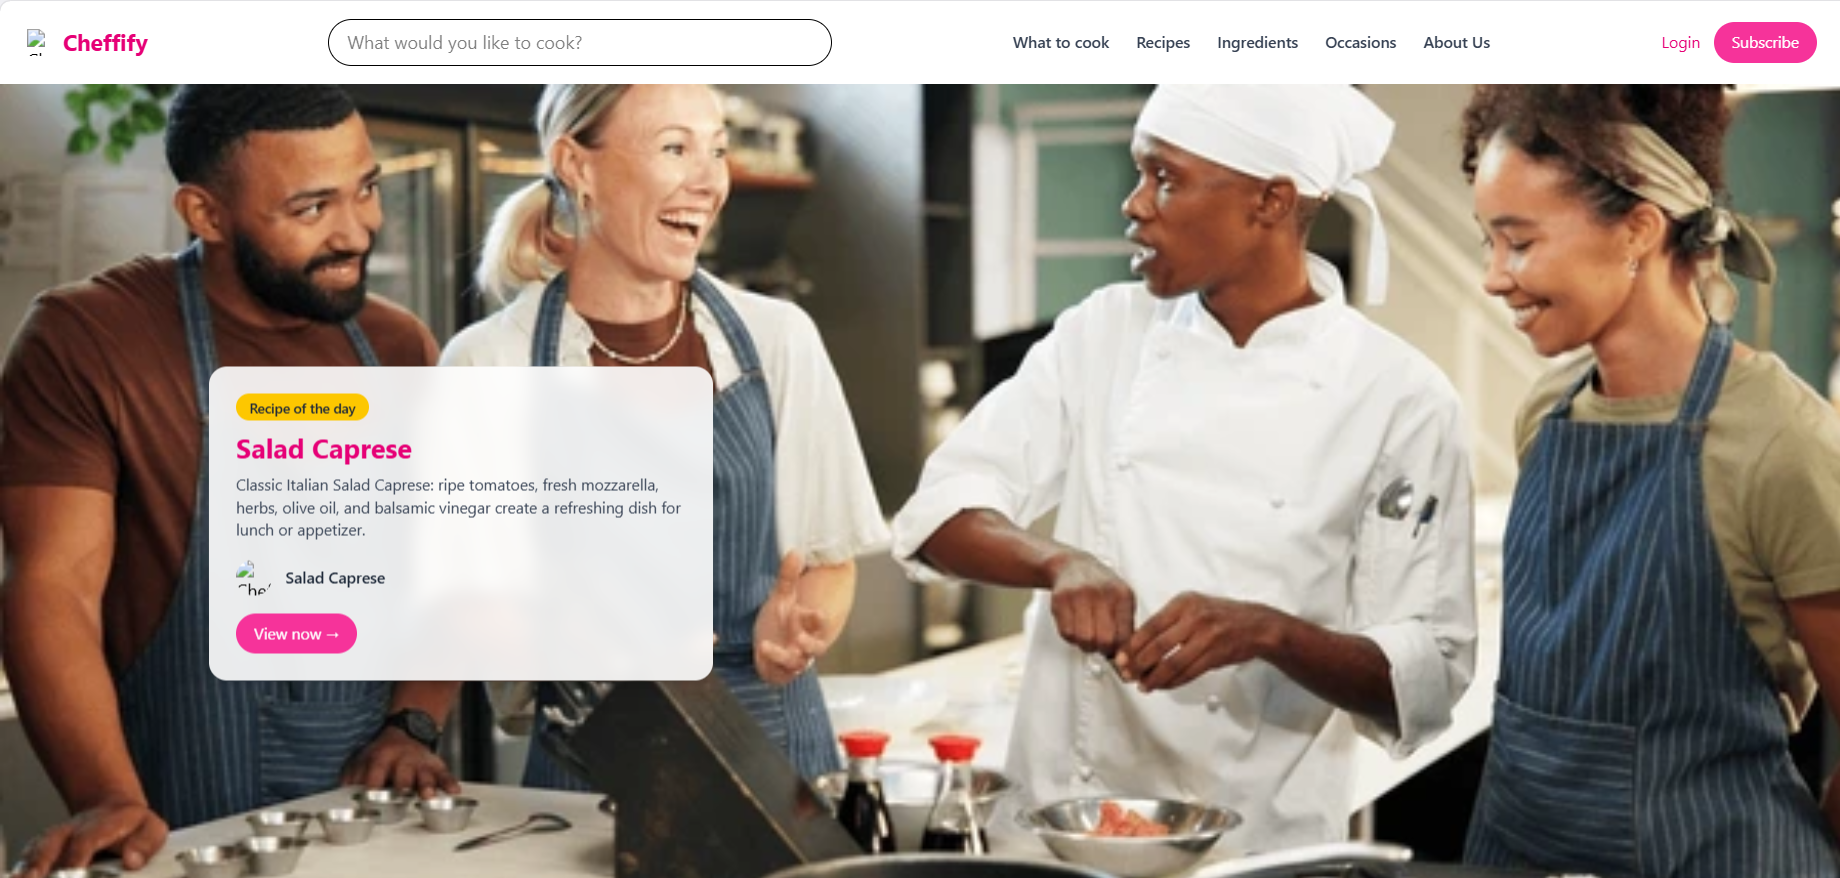 Cheffify
What would you like to cook?
What to cook Recipes Ingredients Occasions About Us
Login Subscribe
Recipe of the day
Salad Caprese
Classic Italian Salad Caprese: ripe tomatoes, fresh mozzarella,
herbs, olive oil, and balsamic vinegar create a refreshing dish for
lunch or appetizer.
Salad Caprese
View now →